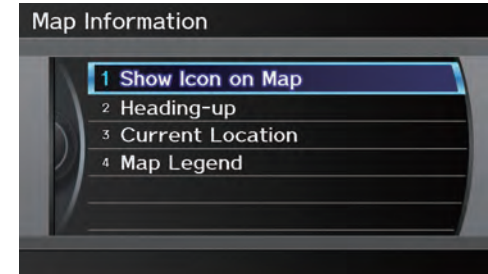 Map Information
1 Show Icon on Map
2 Heading-up
3 Current Location
4 Map Legend